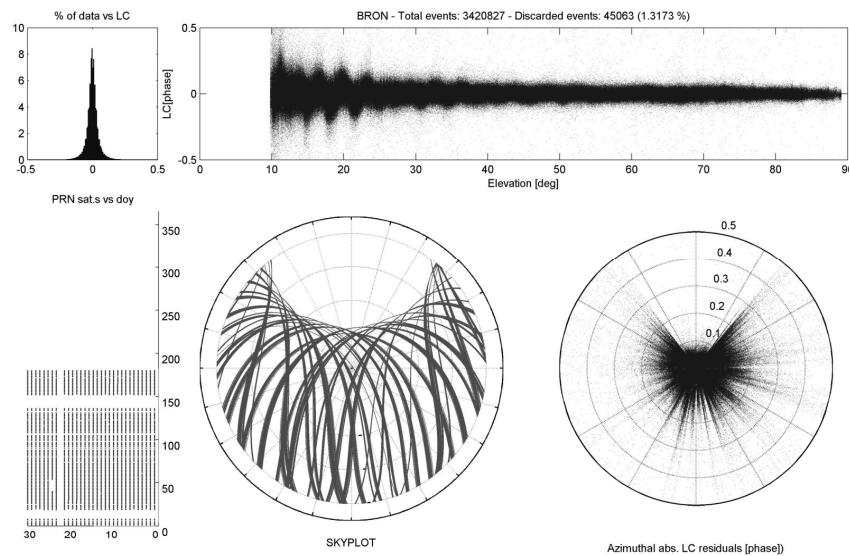 % of data vs LC
10
8
6
4
2
0
-0.5 0 0.5
BRON - Total events: 3420827 - Discarded events: 45063 (1.3173 %)
0.5
0
-0.5
LC[phase]
10 20 30 40 50 60 70 80 90
0
Elevation [deg]
PRN sat.s vs doy
350
300
250
200
150
100
50
0
30 20 10 0
SKYPLOT
0.5
0.4
0.3
0.2
0.1
Azimuthal abs. LC residuals [phase])